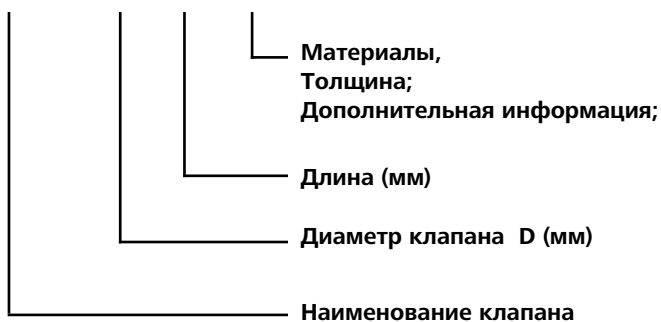 Материалы,
Толщина;
Дополнительная информация;
Длина (мм)
Диаметр клапана D (мм)
Наименование клапана